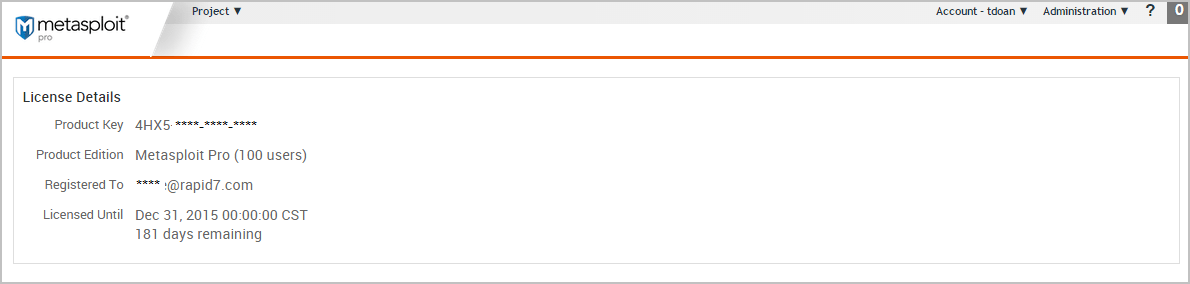 metasploit®
pro
Project ▼
Account - tdoan ▼ Administration ▼ ? 0
License Details
Product Key 4HX5- ****-****-****
Product Edition Metasploit Pro (100 users)
Registered To **** @rapid7.com
Licensed Until Dec 31, 2015 00:00:00 CST
181 days remaining